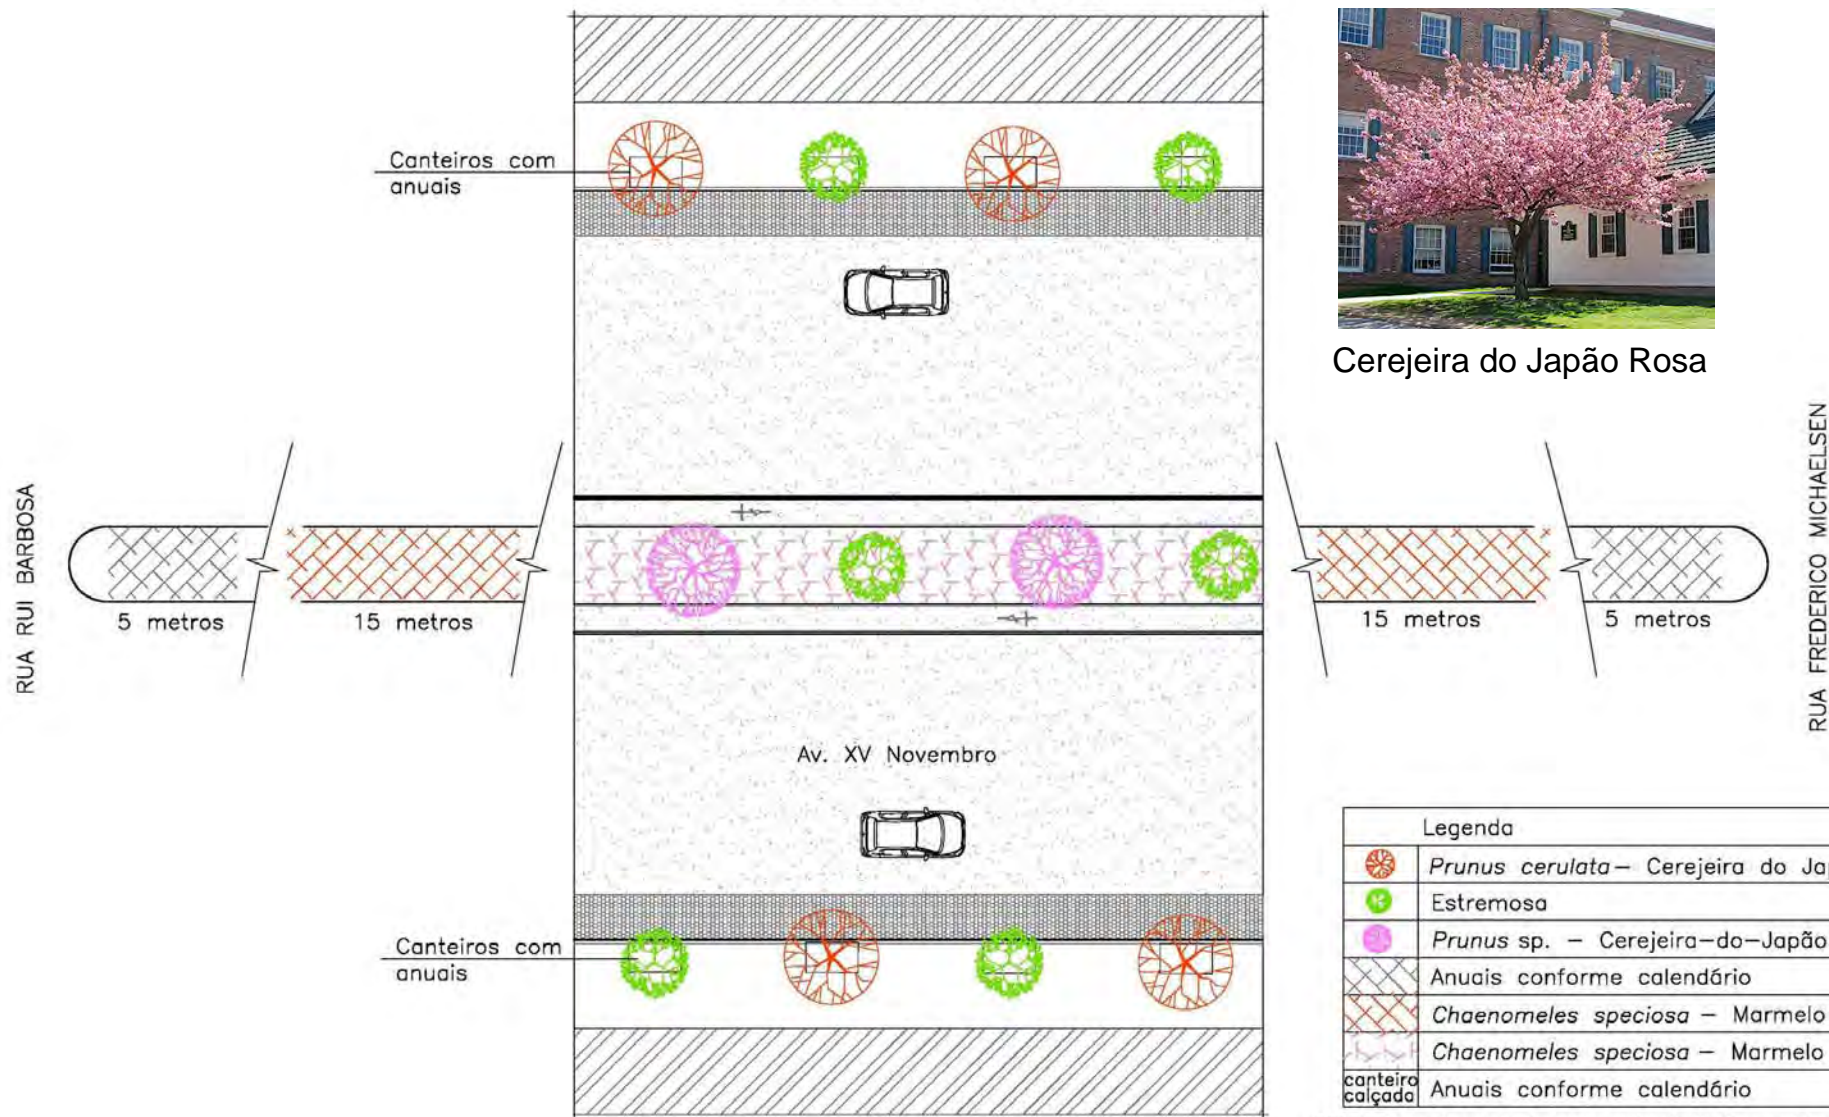 Canteiros com
anuais
Cerejeira do Japão Rosa
RUA RUI BARBOSA
RUA FREDERICO MICHAELSEN
5 metros
15 metros
15 metros
5 metros
Av. XV Novembro
Canteiros com
anuais
Legenda
Prunus cerulata – Cerejeira do
Estremosa
Prunus sp. – Cerejeira-do-Japão
Anuais conforme calendário
Chaenomeles speciosa – Marmelo
Chaenomeles speciosa – Marmelo
canteiro
calçada
Anuais conforme calendário